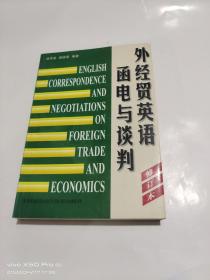 外经贸英语
函电与谈判
修订本
ENGLISH
CORRESPONDENCE
AND
NEGOTIATIONS
ON
FOREIGN
TRADE
AND
ECONOMICS